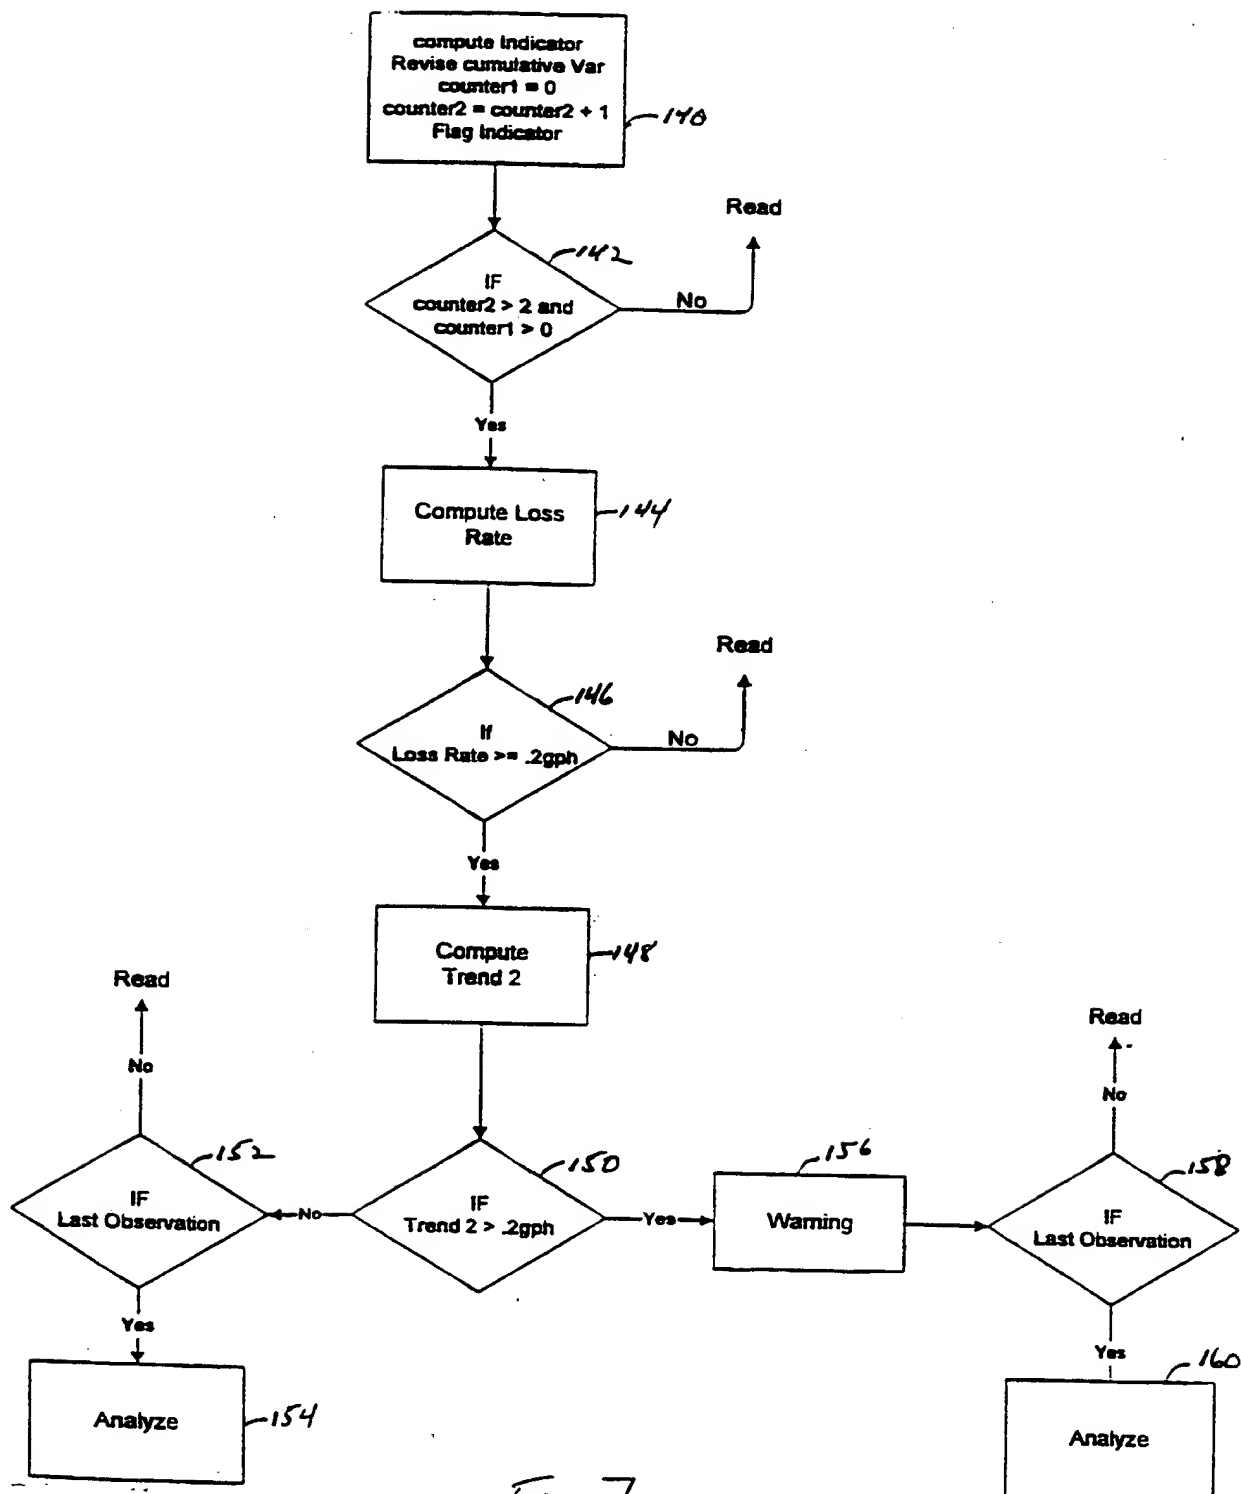 compute Indicator
Revise cumulative Var
counter1 = 0
counter2 = counter2 + 1
Flag Indicator
140
Read
142
IF
counter2 > 2 and
counter1 > 0
No
Yes
Compute Loss
Rate
144
Read
146
If
Loss Rate >= .2gph
No
Yes
Compute
Trend 2
148
Read
No
152
IF
Last Observation
No
150
IF
Trend 2 > .2gph
Yes
156
Warning
Read
No
158
IF
Last Observation
Yes
Analyze
154
Yes
160
Analyze